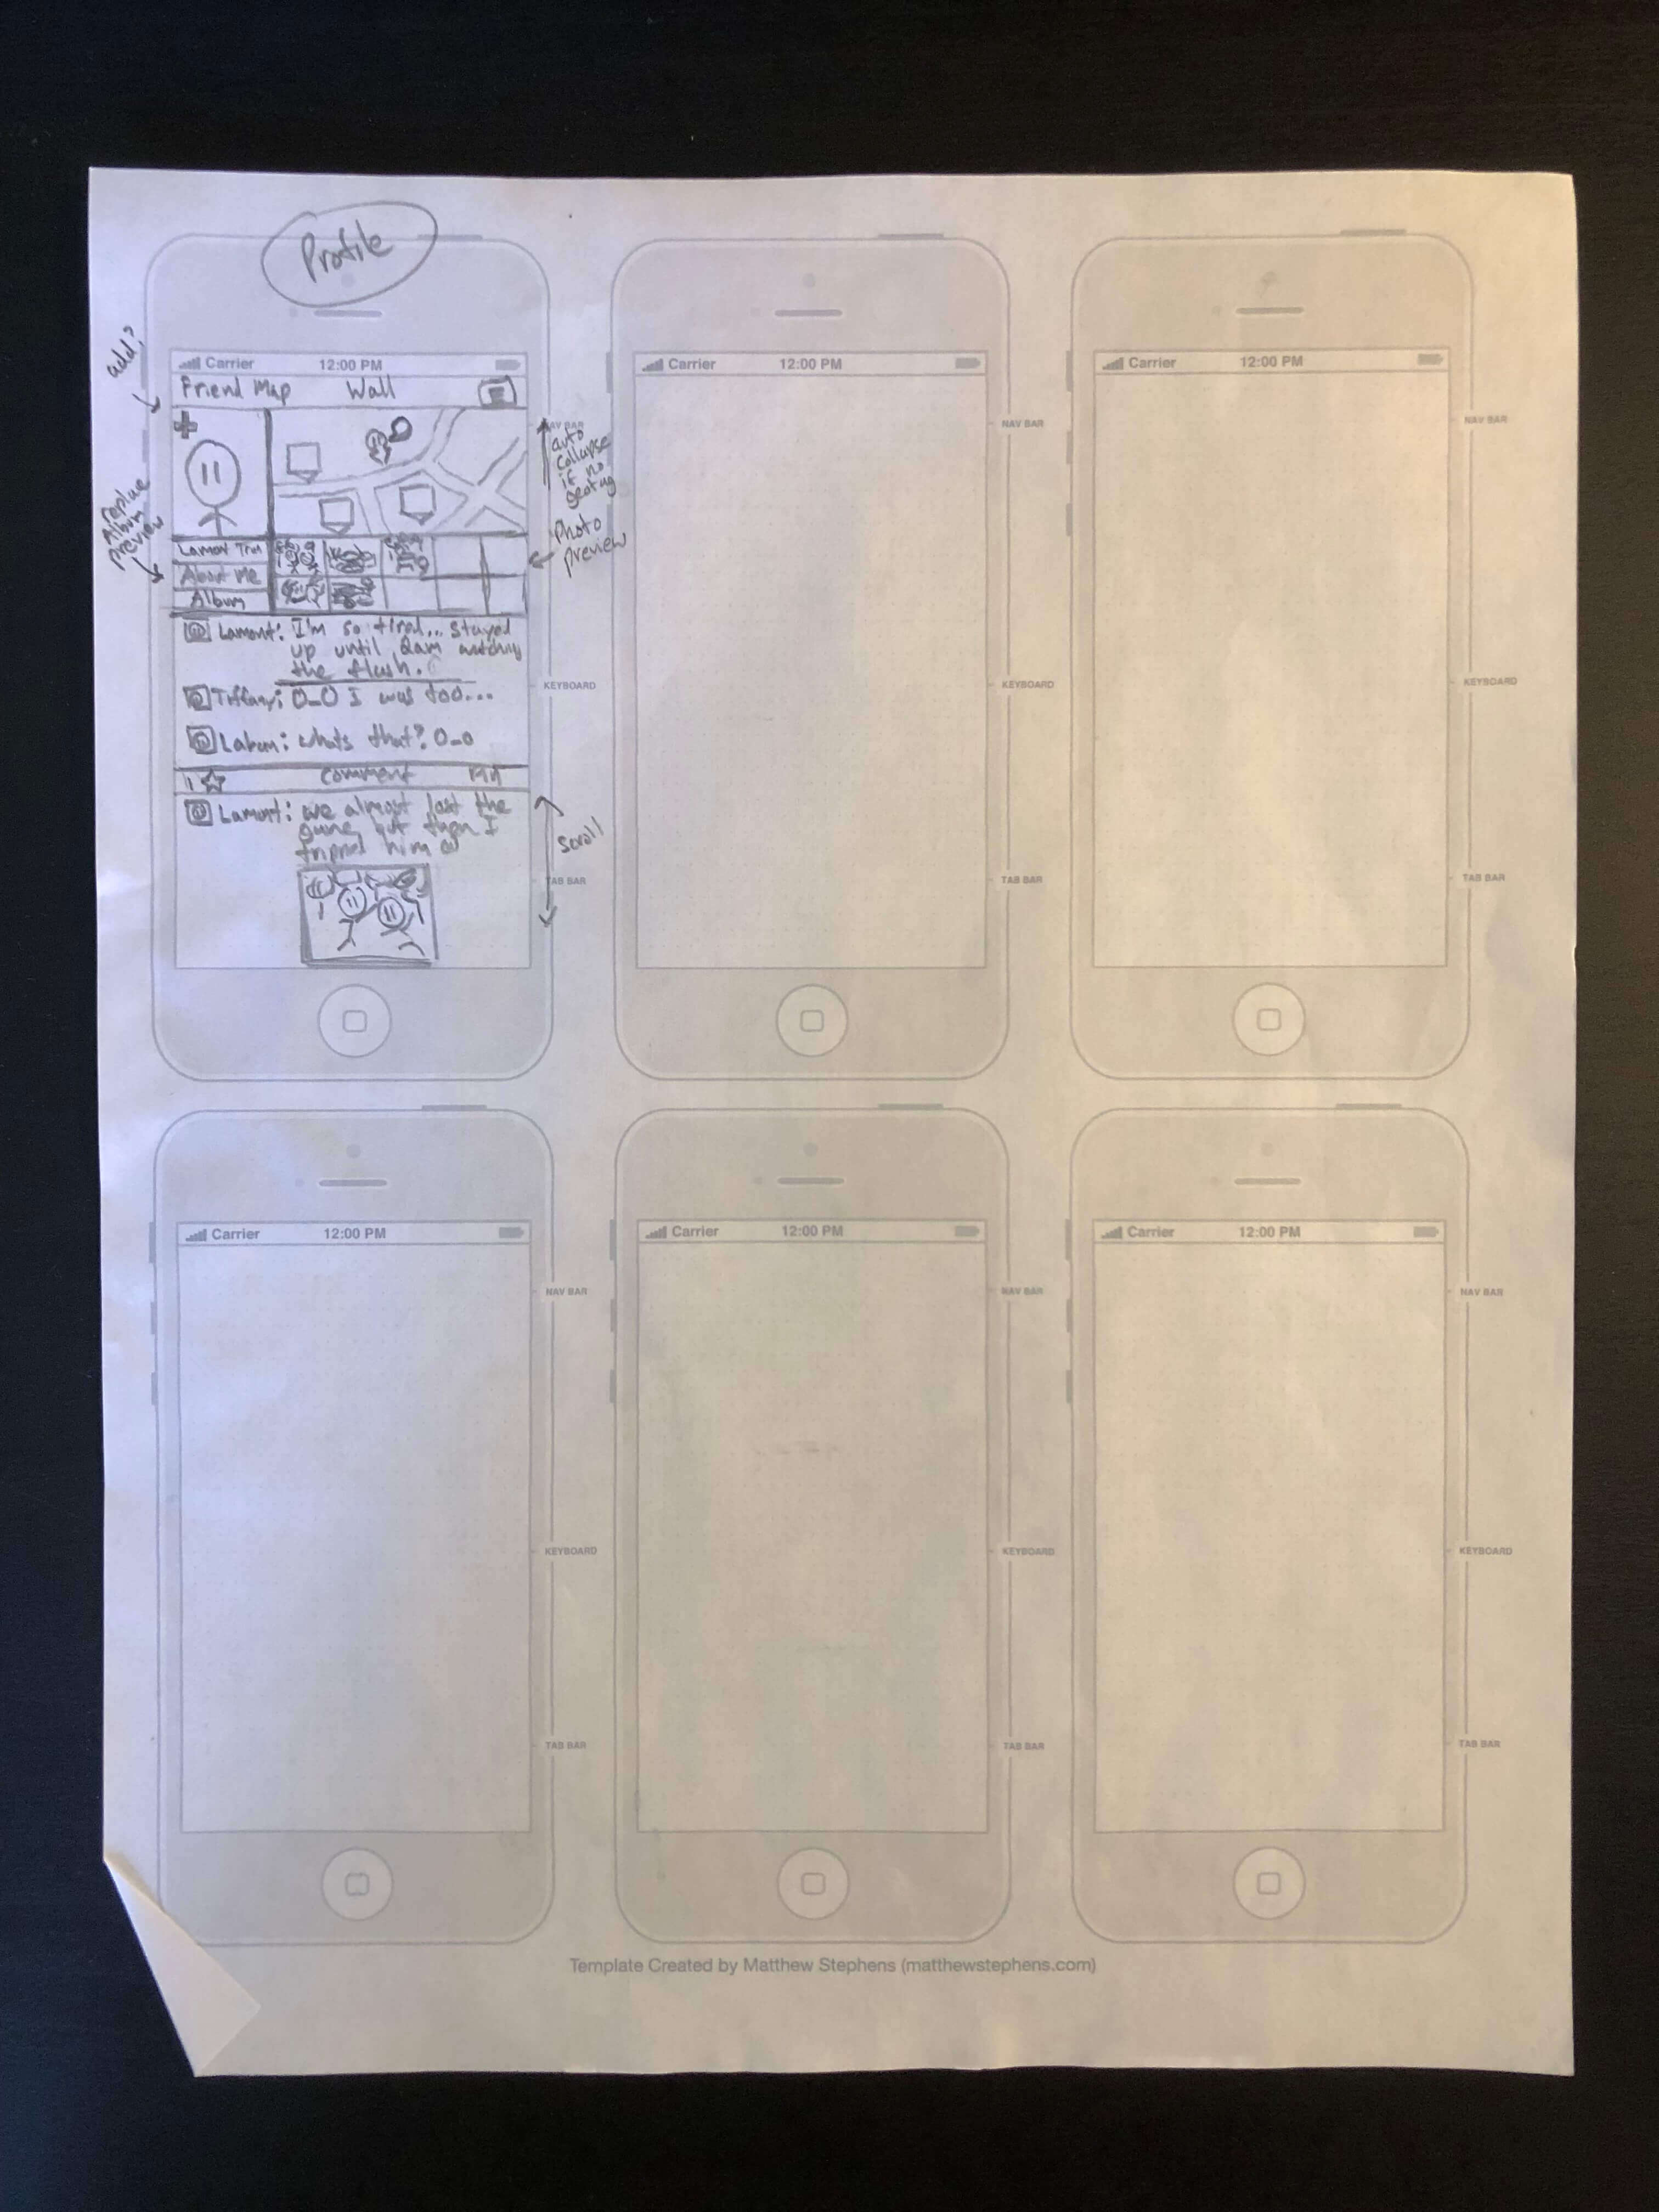 Profile
add?
Carrier 12:00 PM
Friend Map Wall
NAV BAR
auto
collapse
if no
geotag
replace
Album
preview
Photo
preview
About Me
Album
Lamont: I'm so tired... stayed
up until 2am watching
the flash.
KEYBOARD
Tiffany: O_O I was too...
whats that? O_o
1 comment
Lamont: we almost lost the
game, but then I
tripped him
Scroll
TAB BAR
Carrier 12:00 PM
NAV BAR
KEYBOARD
TAB BAR
Carrier 12:00 PM
NAV BAR
KEYBOARD
TAB BAR
Carrier 12:00 PM
NAV BAR
KEYBOARD
TAB BAR
Carrier 12:00 PM
NAV BAR
KEYBOARD
TAB BAR
Carrier 12:00 PM
NAV BAR
KEYBOARD
TAB BAR
Template Created by Matthew Stephens (matthewstephens.com)